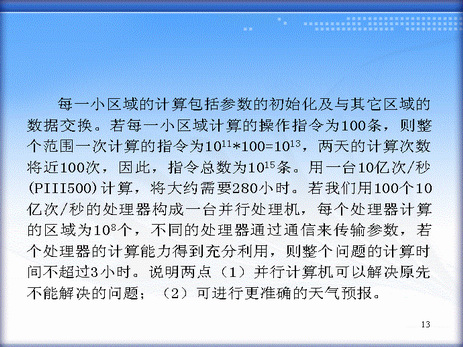 每一小区域的计算包括参数的初始化及与其它区域的
数据交换。若每一小区域计算的操作指令为100条，则整
个范围一次计算的指令为10¹¹*100=10¹³，两天的计算次数
将近100次，因此，指令总数为10¹⁵条。用一台10亿次/秒
(PIII500)计算，将大约需要280小时。若我们用100个10
亿次/秒的处理器构成一台并行处理机，每个处理器计算
的区域为10⁸个，不同的处理器通过通信来传输参数，若
个处理器的计算能力得到充分利用，则整个问题的计算时
间不超过3小时。说明两点（1）并行计算机可以解决原先
不能解决的问题；（2）可进行更准确的天气预报。
13